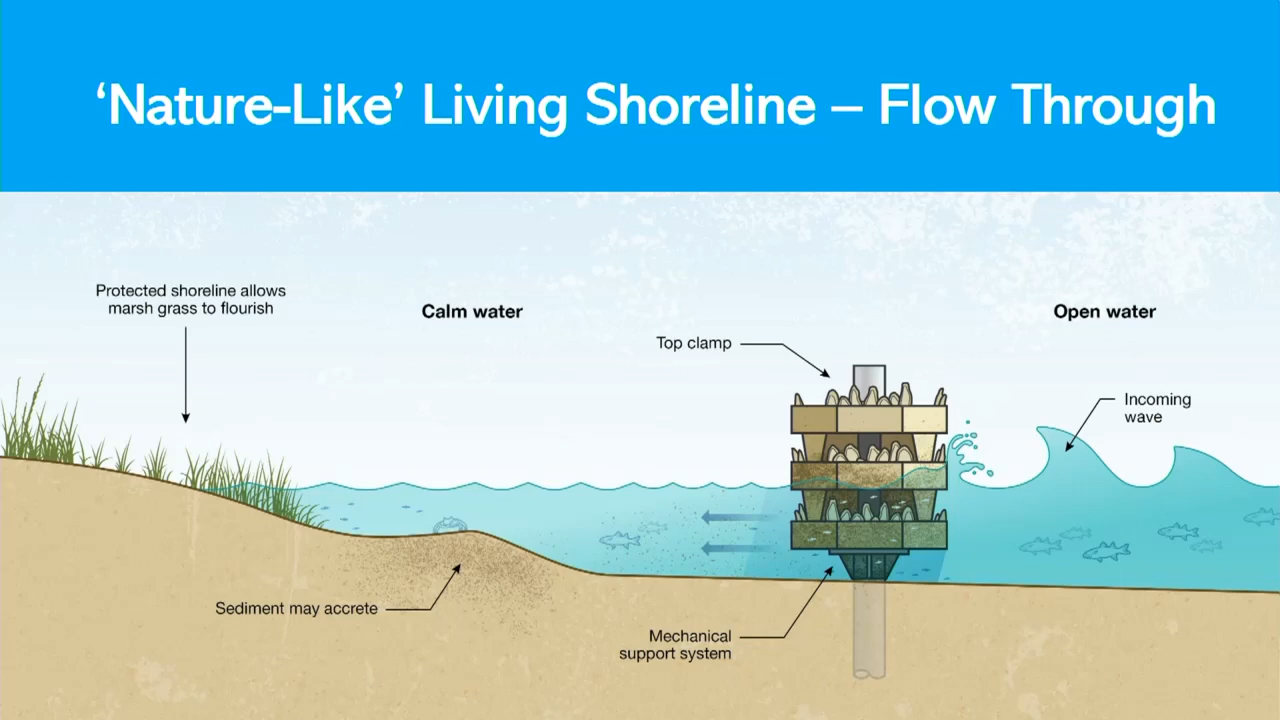 ‘Nature-Like’ Living Shoreline – Flow Through
Protected shoreline allows
marsh grass to flourish
Calm water
Open water
Top clamp
Incoming
wave
Sediment may accrete
Mechanical
support system